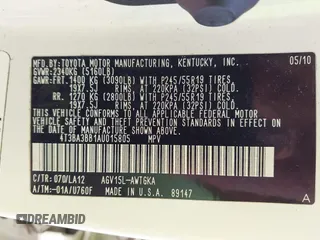 MFD.BY:TOYOTA MOTOR MANUFACTURING, KENTUCKY, INC. 05/10
GVWR:2340KG (5160LB)
GAWR:FRT. 1400 KG (3090LB) WITH P245/55R19 TIRES,
19X7.5J RIMS, AT 220KPA (32PSI) COLD
RR. 1270 KG (2800LB) WITH P245/55R19 TIRES,
19X7.5J RIMS, AT 220KPA (32PSI) COLD
THIS VEHICLE CONFORMS TO ALL APPLICABLE FEDERAL MOTOR
VEHICLE SAFETY AND THEFT PREVENTION STANDARDS IN EFFECT
ON THE DATE OF MANUFACTURE SHOWN ABOVE.
4T3BA3BB1AU015805 MPV
C/TR: 070/LA12 AGV15L-AWTGKA
A/TM:-01A/U760F MADE IN U.S.A. 89147 A
© DEALERBID AUTOASTAT